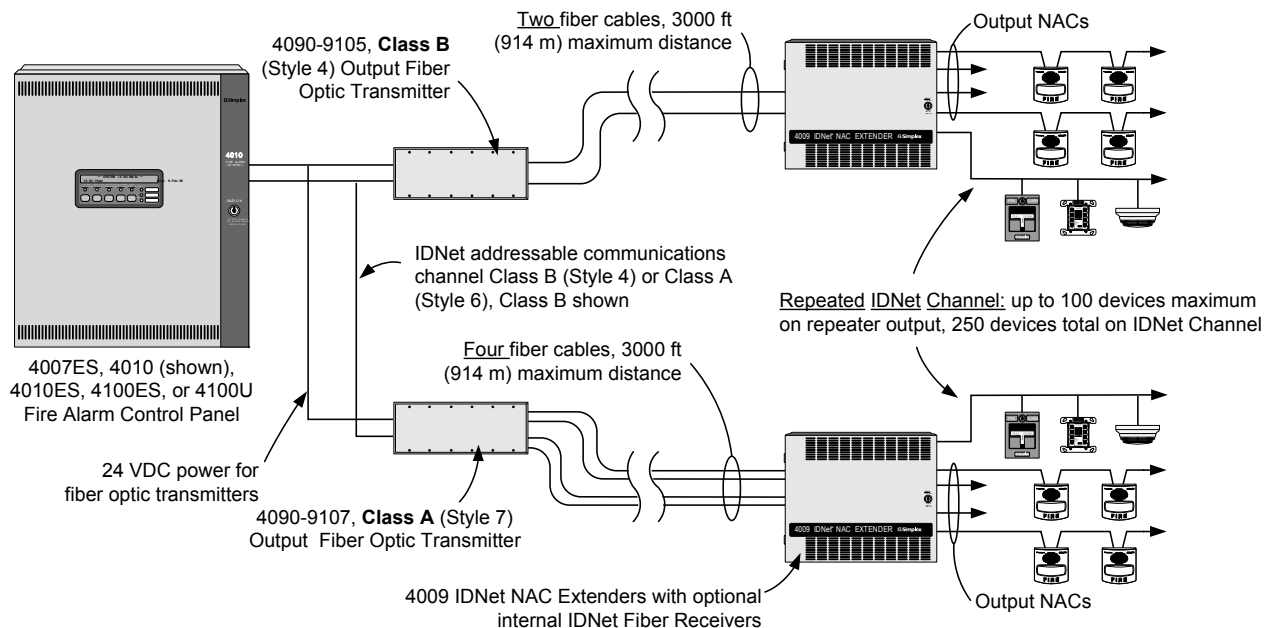 Two fiber cables, 3000 ft
(914 m) maximum distance
Output NACs
4090-9105, Class B
(Style 4) Output Fiber
Optic Transmitter
Simplex
4010
4009 IDNet NAC EXTENDER Simplex
FIRE FIRE
FIRE FIRE
IDNet addressable communications
channel Class B (Style 4) or Class A
(Style 6), Class B shown
Repeated IDNet Channel: up to 100 devices maximum
on repeater output, 250 devices total on IDNet Channel
4007ES, 4010 (shown),
4010ES, 4100ES, or 4100U
Fire Alarm Control Panel
Four fiber cables, 3000 ft
(914 m) maximum distance
24 VDC power for
fiber optic transmitters
4090-9107, Class A (Style 7)
Output Fiber Optic Transmitter
4009 IDNet NAC EXTENDER Simplex
FIRE FIRE
FIRE FIRE
4009 IDNet NAC Extenders with optional
internal IDNet Fiber Receivers
Output NACs